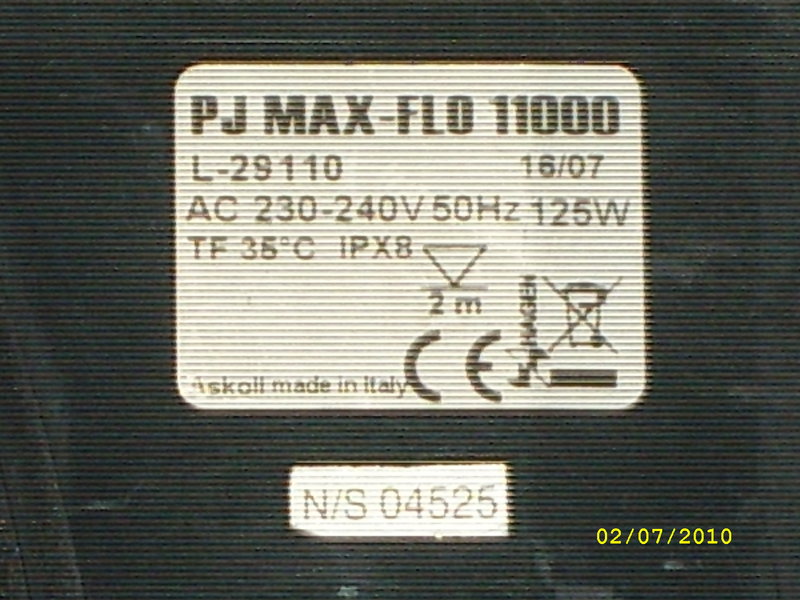 PJ MAX-FLO 11000
L-29110 16/07
AC 230-240V 50Hz 125W
TF 35°C IPX8
2 m
HAGEN
CE
Askoll made in Italy
N/S 04525
02/07/2010